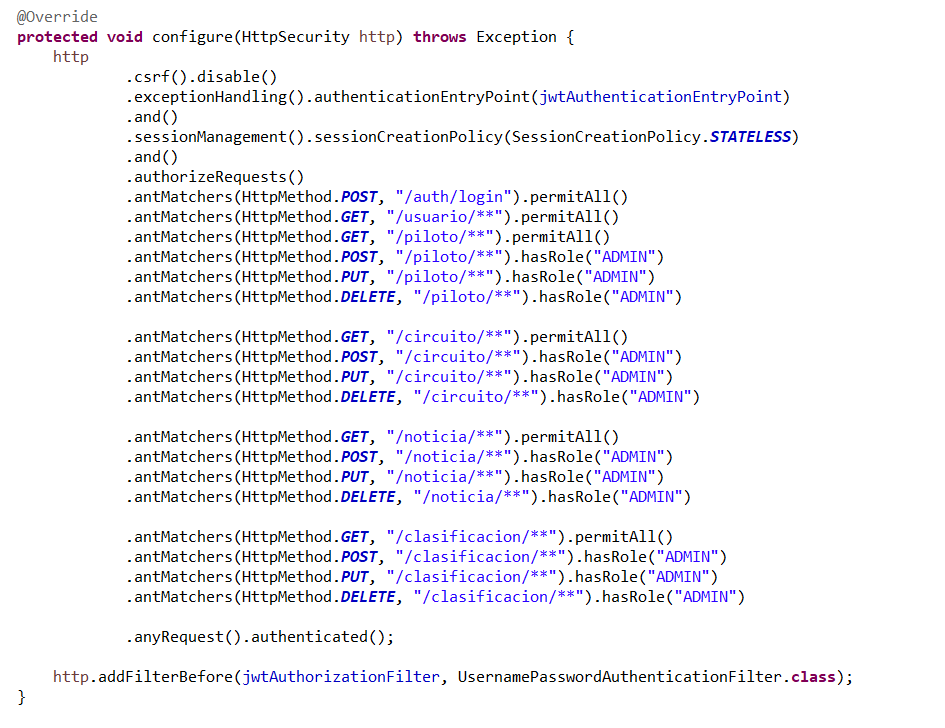 @Override
protected void configure(HttpSecurity http) throws Exception {
    http
            .csrf().disable()
            .exceptionHandling().authenticationEntryPoint(jwtAuthenticationEntryPoint)
            .and()
            .sessionManagement().sessionCreationPolicy(SessionCreationPolicy.STATELESS)
            .and()
            .authorizeRequests()
            .antMatchers(HttpMethod.POST, "/auth/login").permitAll()
            .antMatchers(HttpMethod.GET, "/usuario/**").permitAll()
            .antMatchers(HttpMethod.GET, "/piloto/**").permitAll()
            .antMatchers(HttpMethod.POST, "/piloto/**").hasRole("ADMIN")
            .antMatchers(HttpMethod.PUT, "/piloto/**").hasRole("ADMIN")
            .antMatchers(HttpMethod.DELETE, "/piloto/**").hasRole("ADMIN")

            .antMatchers(HttpMethod.GET, "/circuito/**").permitAll()
            .antMatchers(HttpMethod.POST, "/circuito/**").hasRole("ADMIN")
            .antMatchers(HttpMethod.PUT, "/circuito/**").hasRole("ADMIN")
            .antMatchers(HttpMethod.DELETE, "/circuito/**").hasRole("ADMIN")

            .antMatchers(HttpMethod.GET, "/noticia/**").permitAll()
            .antMatchers(HttpMethod.POST, "/noticia/**").hasRole("ADMIN")
            .antMatchers(HttpMethod.PUT, "/noticia/**").hasRole("ADMIN")
            .antMatchers(HttpMethod.DELETE, "/noticia/**").hasRole("ADMIN")

            .antMatchers(HttpMethod.GET, "/clasificacion/**").permitAll()
            .antMatchers(HttpMethod.POST, "/clasificacion/**").hasRole("ADMIN")
            .antMatchers(HttpMethod.PUT, "/clasificacion/**").hasRole("ADMIN")
            .antMatchers(HttpMethod.DELETE, "/clasificacion/**").hasRole("ADMIN")

            .anyRequest().authenticated();

    http.addFilterBefore(jwtAuthorizationFilter, UsernamePasswordAuthenticationFilter.class);
}